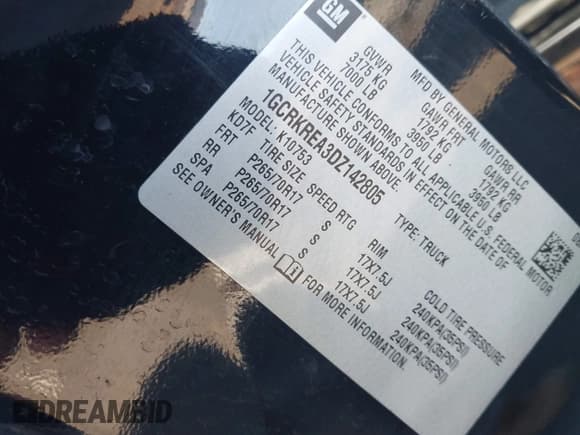 GM
MFD BY GENERAL MOTORS LLC
GVWR GAWR FRT GAWR RR
3175 KG 1792 KG 1792 KG
7000 LB 3950 LB 3950 LB
THIS VEHICLE CONFORMS TO ALL APPLICABLE U.S. FEDERAL MOTOR
VEHICLE SAFETY STANDARDS IN EFFECT ON THE DATE OF
MANUFACTURE SHOWN ABOVE.
1GCRKREA3DZ142805 TYPE: TRUCK
MODEL: K10753
KD7F TIRE SIZE SPEED RTG RIM COLD TIRE PRESSURE
FRT P265/70R17 S 17X7.5J 240KPA(35PSI)
RR P265/70R17 S 17X7.5J 240KPA(35PSI)
SPA P265/70R17 S 17X7.5J 240KPA(35PSI)
SEE OWNER'S MANUAL FOR MORE INFORMATION.
DREAMBID